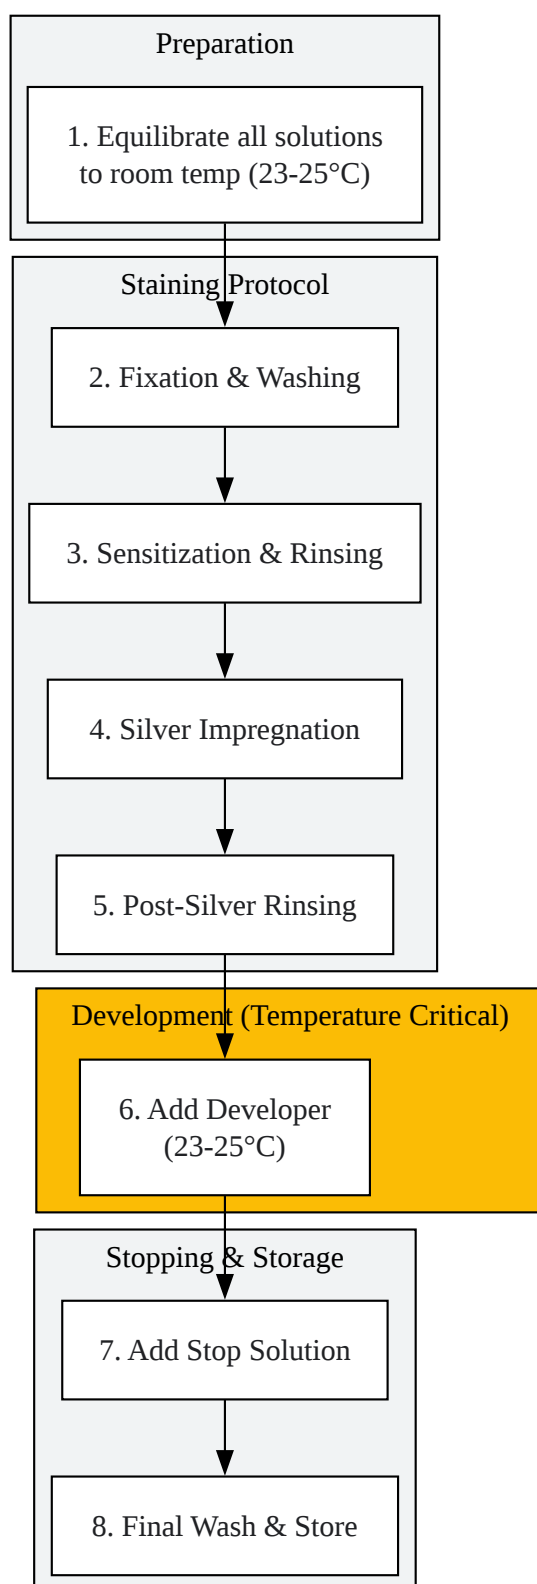 Preparation
1. Equilibrate all solutions
to room temp (23-25°C)
Staining Protocol
2. Fixation & Washing
3. Sensitization & Rinsing
4. Silver Impregnation
5. Post-Silver Rinsing
Development (Temperature Critical)
6. Add Developer
(23-25°C)
Stopping & Storage
7. Add Stop Solution
8. Final Wash & Store